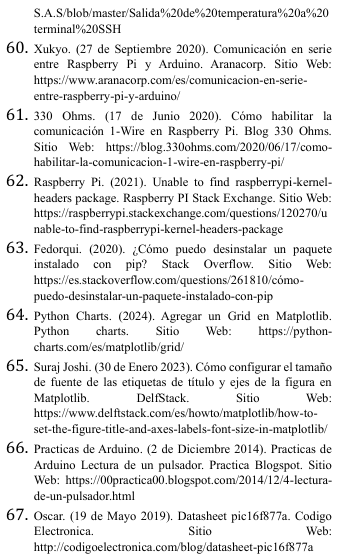 S.A.S/blob/master/Salida%20de%20temperatura%20a%20
terminal%20SSH
60. Xukyo. (27 de Septiembre 2020). Comunicación en serie
entre Raspberry Pi y Arduino. Aranacorp. Sitio Web:
https://www.aranacorp.com/es/comunicacion-en-serie-
entre-raspberry-pi-y-arduino/
61. 330 Ohms. (17 de Junio 2020). Cómo habilitar la
comunicación 1-Wire en Raspberry Pi. Blog 330 Ohms.
Sitio Web: https://blog.330ohms.com/2020/06/17/como-
habilitar-la-comunicacion-1-wire-en-raspberry-pi/
62. Raspberry Pi. (2021). Unable to find raspberrypi-kernel-
headers package. Raspberry PI Stack Exchange. Sitio Web:
https://raspberrypi.stackexchange.com/questions/120270/u
nable-to-find-raspberrypi-kernel-headers-package
63. Fedorqui. (2020). ¿Cómo puedo desinstalar un paquete
instalado con pip? Stack Overflow. Sitio Web:
https://es.stackoverflow.com/questions/261810/cómo-
puedo-desinstalar-un-paquete-instalado-con-pip
64. Python Charts. (2024). Agregar un Grid en Matplotlib.
Python charts. Sitio Web: https://python-
charts.com/es/matplotlib/grid/
65. Suraj Joshi. (30 de Enero 2023). Cómo configurar el tamaño
de fuente de las etiquetas de título y ejes de la figura en
Matplotlib. DelfStack. Sitio Web:
https://www.delftstack.com/es/howto/matplotlib/how-to-
set-the-figure-title-and-axes-labels-font-size-in-matplotlib/
66. Practicas de Arduino. (2 de Diciembre 2014). Practicas de
Arduino Lectura de un pulsador. Practica Blogspot. Sitio
Web: https://00practica00.blogspot.com/2014/12/4-lectura-
de-un-pulsador.html
67. Oscar. (19 de Mayo 2019). Datasheet pic16f877a. Codigo
Electronica. Sitio Web:
http://codigoelectronica.com/blog/datasheet-pic16f877a